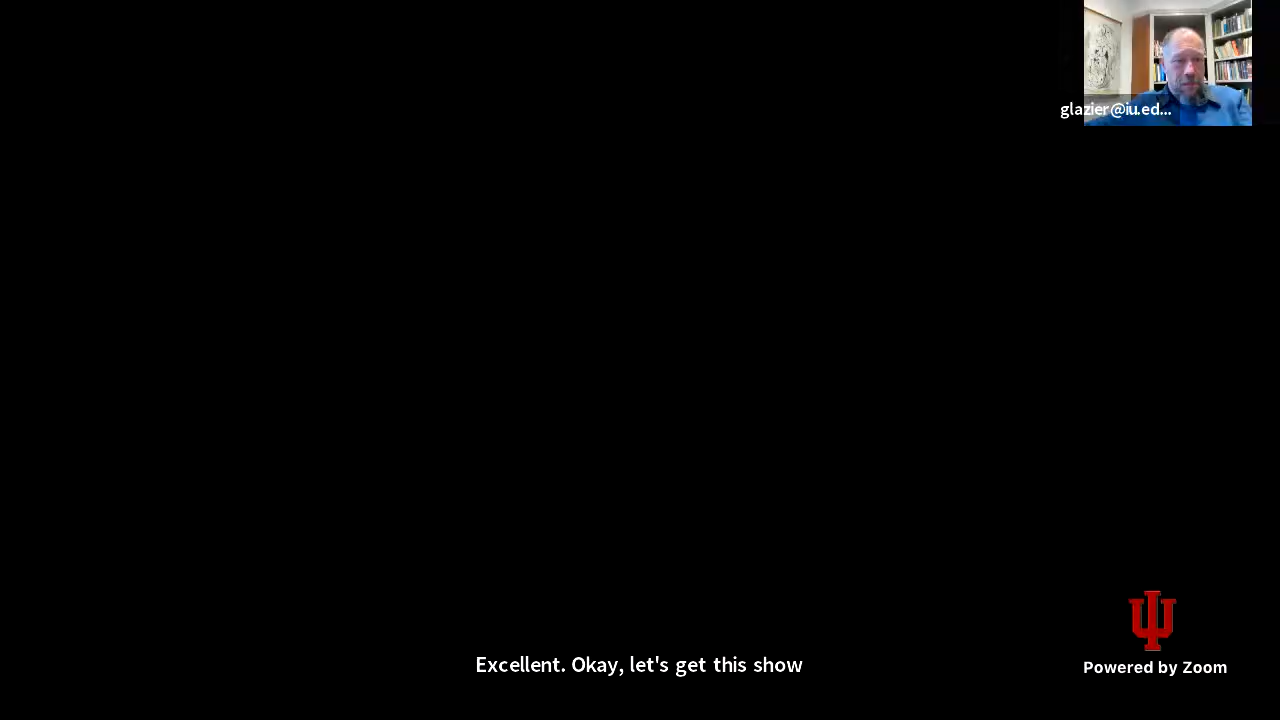 glazier@iu.ed...
Excellent. Okay, let's get this show
Powered by Zoom